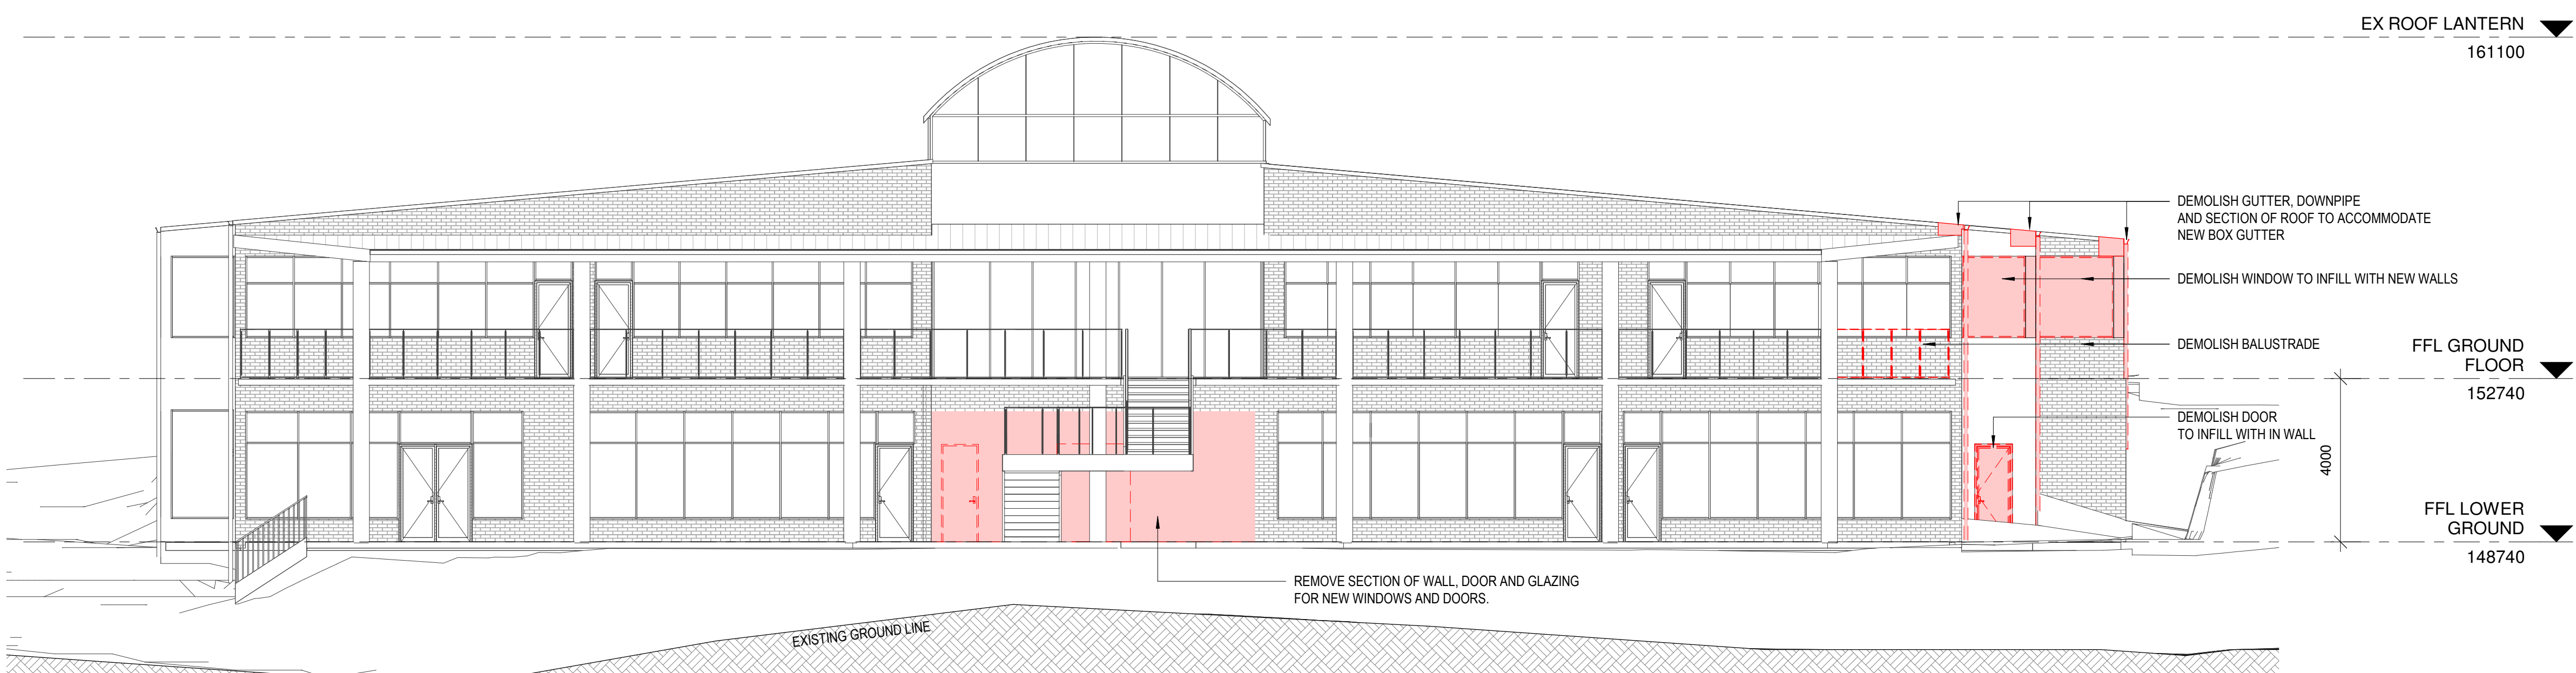 EX ROOF LANTERN
161100
DEMOLISH GUTTER, DOWNPIPE
AND SECTION OF ROOF TO ACCOMMODATE
NEW BOX GUTTER
DEMOLISH WINDOW TO INFILL WITH NEW WALLS
DEMOLISH BALUSTRADE
FFL GROUND
FLOOR
152740
DEMOLISH DOOR
TO INFILL WITH IN WALL
4000
FFL LOWER
GROUND
148740
REMOVE SECTION OF WALL, DOOR AND GLAZING
FOR NEW WINDOWS AND DOORS.
EXISTING GROUND LINE